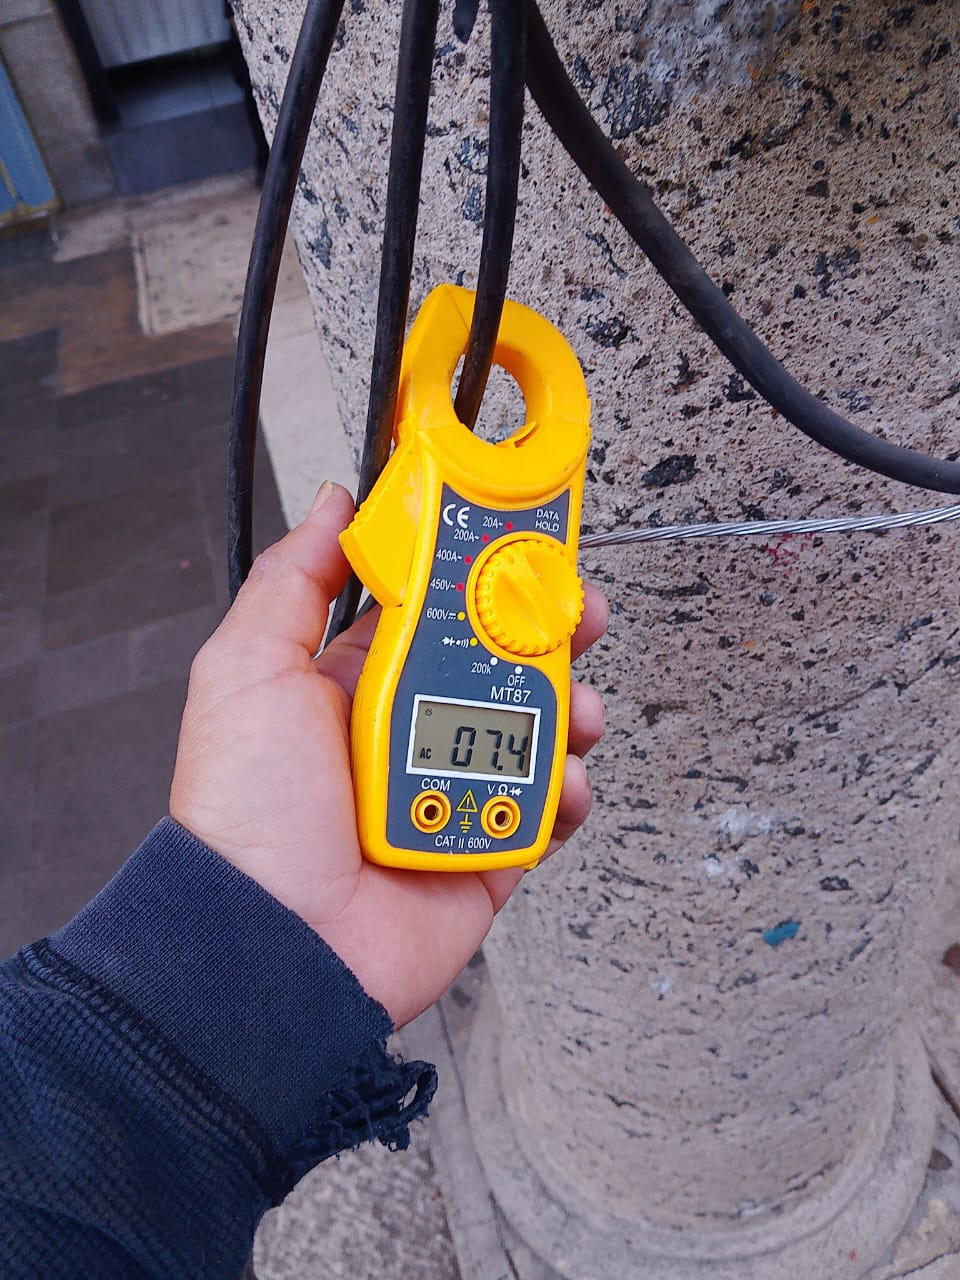 CE
DATA
HOLD
20A~
200A~
400A~
450V~
600V⎓
200k
OFF
MT87
AC 07.4
COM
VΩ
CAT II 600V